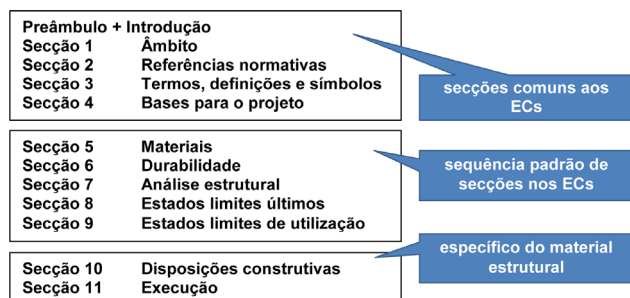 Preâmbulo + Introdução
Secção 1 Âmbito
Secção 2 Referências normativas
Secção 3 Termos, definições e símbolos
Secção 4 Bases para o projeto
secções comuns aos
ECs
Secção 5 Materiais
Secção 6 Durabilidade
Secção 7 Análise estrutural
Secção 8 Estados limites últimos
Secção 9 Estados limites de utilização
sequência padrão de
secções nos ECs
Secção 10 Disposições construtivas
Secção 11 Execução
específico do material
estrutural